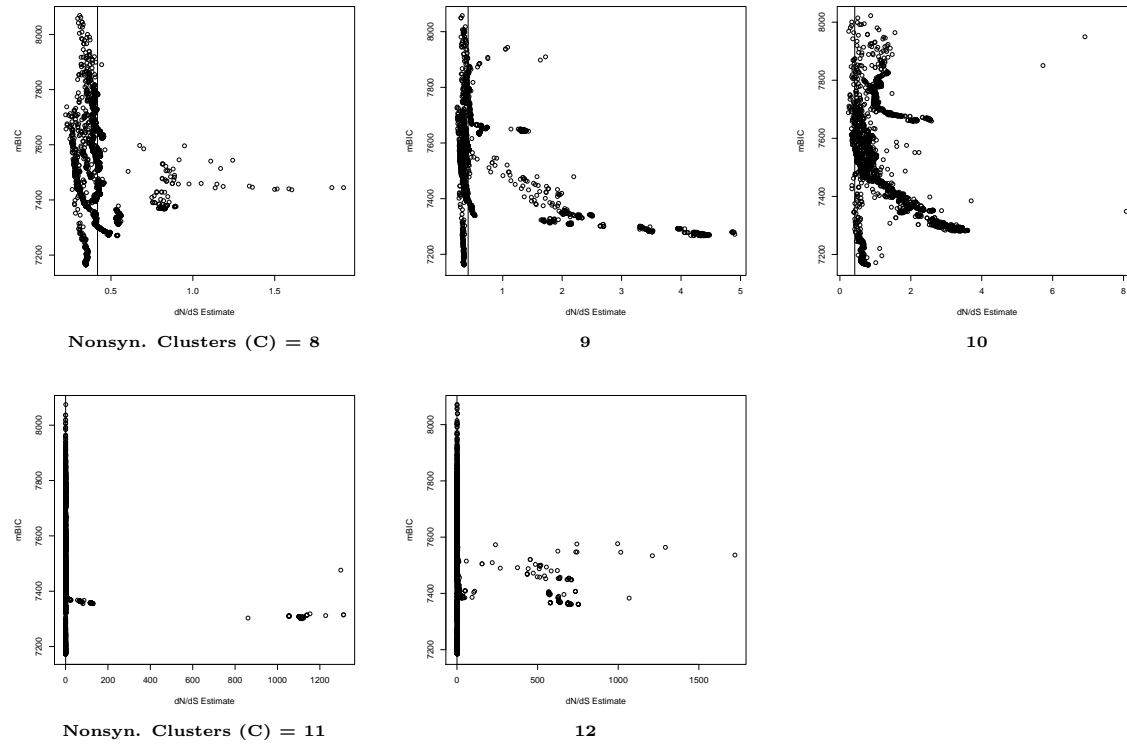 7200 7400 7600 7800 8000
mBIC
0.5 1.0 1.5
dN/dS Estimate
Nonsyn. Clusters (C) = 8
7200 7400 7600 7800 8000
mBIC
1 2 3 4 5
dN/dS Estimate
9
7200 7400 7600 7800 8000
mBIC
0 2 4 6 8
dN/dS Estimate
10
7200 7400 7600 7800 8000
mBIC
0 200 400 600 800 1000 1200
dN/dS Estimate
Nonsyn. Clusters (C) = 11
7200 7400 7600 7800 8000
mBIC
0 500 1000 1500
dN/dS Estimate
12